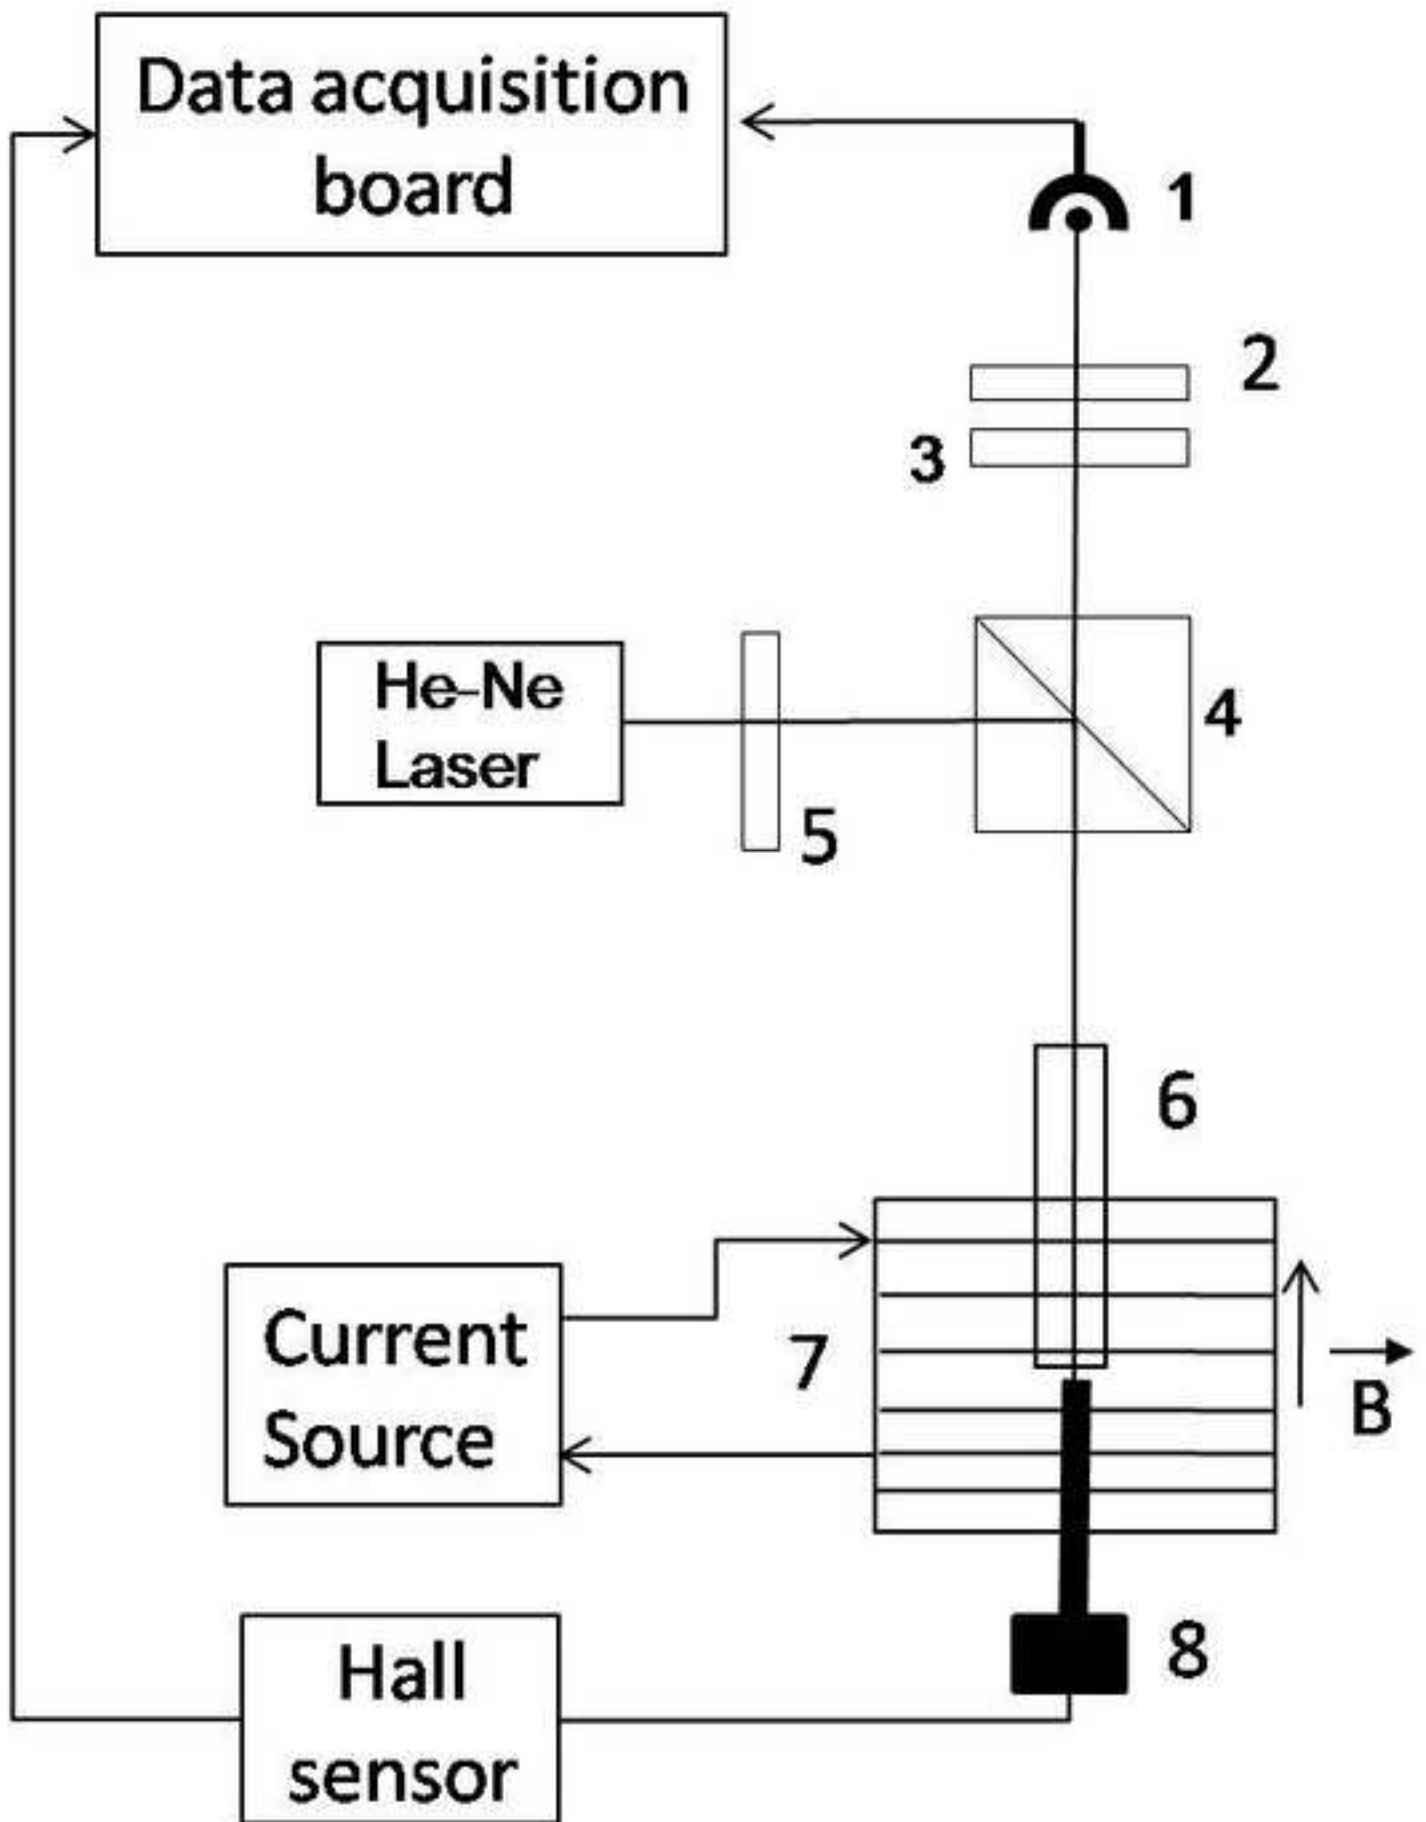 Data acquisition
board
1
2
3
He-Ne
Laser
4
5
6
Current
Source
7
B
Hall
sensor
8